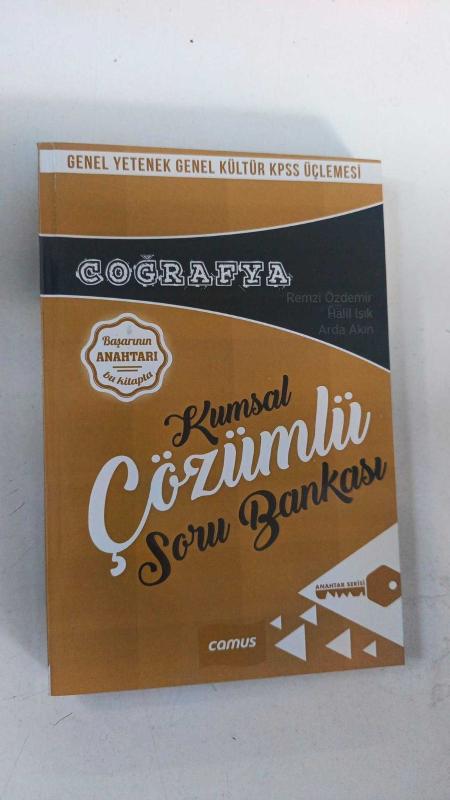 GENEL YETENEK GENEL KÜLTÜR KPSS ÜÇLEMESİ
COĞRAFYA
Remzi Özdemir
Halil Işık
Arda Akın
Başarının
ANAHTARI
bu kitapta
Kumsal
Çözümlü
Soru Bankası
ANAHTAR SERİSİ
camus